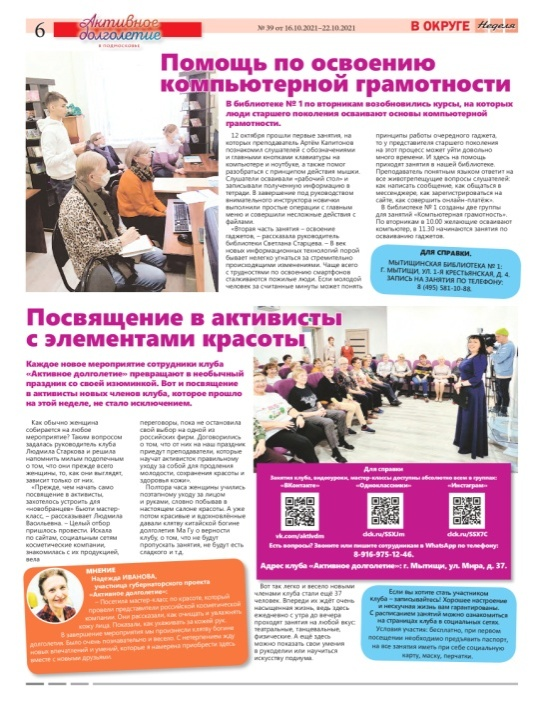 6
Активное
долголетие
В ПОДМОСКОВЬЕ
№ 39 от 16.10.2021–22.10.2021
В ОКРУГЕ
Неделя
Помощь по освоению
компьютерной грамотности
В библиотеке № 1 по вторникам возобновились курсы, на которых
люди старшего поколения осваивают основы компьютерной
грамотности.
12 октября прошли первые занятия, на
которых преподаватель Артём Капитонов
познакомил слушателей с обозначениями
и главными кнопками клавиатуры на
компьютере и ноутбуке, а также помог
разобраться с принципом действия мышки.
Слушатели осваивали «рабочий стол» и
записывали полученную информацию в
тетради. В завершение под руководством
внимательного инструктора новички
выполнили простые операции с главным
меню и совершили несложные действия с
файлами.
«Вторая часть занятия – освоение
гаджетов, – рассказала руководитель
библиотеки Светлана Старцева. – В век
новых информационных технологий порой
бывает нелегко угнаться за стремительно
происходящими изменениями. Чаще всего
с трудностями по освоению смартфонов
сталкиваются пожилые люди. Если молодой
человек за считанные минуты может понять
принципы работы очередного гаджета,
то у представителя старшего поколения
на этот процесс может уйти довольно
много времени. И здесь на помощь
приходят занятия в нашей библиотеке.
Преподаватель понятным языком ответит на
все животрепещущие вопросы слушателей:
как написать сообщение, как общаться в
мессенджере, как зарегистрироваться на
сайте, как совершить онлайн-платёж».
В библиотеке № 1 созданы две группы
для занятий «Компьютерная грамотность».
По вторникам в 10.00 желающие осваивают
компьютер, в 11.30 начинаются занятия по
осваиванию гаджетов.
ДЛЯ СПРАВКИ.
МЫТИЩИНСКАЯ БИБЛИОТЕКА № 1:
Г. МЫТИЩИ, УЛ. 1-Я КРЕСТЬЯНСКАЯ, Д. 4.
ЗАПИСЬ НА ЗАНЯТИЯ ПО ТЕЛЕФОНУ:
8 (495) 581-10-88.
Посвящение в активисты
с элементами красоты
Каждое новое мероприятие сотрудники клуба
«Активное долголетие» превращают в необычный
праздник со своей изюминкой. Вот и посвящение
в активисты новых членов клуба, которое прошло
на этой неделе, не стало исключением.
Как обычно женщина
собирается на любое
мероприятие? Таким вопросом
задалась руководитель клуба
Людмила Старкова и решила
напомнить милым подопечным
о том, что они прежде всего
женщины, то, как они выглядят,
зависит только от них.
«Прежде, чем начать само
посвящение в активисты,
захотелось устроить для
«новобранцев» бьюти мастер-
класс, – рассказывает Людмила
Васильевна. – Целый отбор
пришлось провести. Искала
по сайтам, социальным сетям
косметические компании,
знакомилась с их продукцией,
вела
переговоры, пока не остановила
свой выбор на одной из
российских фирм. Договорились
о том, что от них на наш праздник
приедут преподаватели, которые
научат активисток правильному
уходу за собой для продления
молодости, сохранения красоты и
здоровья кожи».
Полтора часа женщины учились
поэтапному уходу за лицом
и руками, словно побывав в
настоящем салоне красоты. А уже
потом красивые и вдохновлённые
давали клятву китайской богине
долголетия Ма Гу о верности
клубу, о том, что не будут
пропускать занятия, не будут есть
сладкого и т.д.
Для справки
Занятия клуба, видеоуроки, мастер-классы доступны абсолютно всем в группах:
«ВКонтакте»
«Одноклассники»
«Инстаграм»
vk.com/aktivdm
clck.ru/SSXJm
clck.ru/SSX7C
Есть вопросы? Звоните или пишите сотрудникам в WhatsApp по телефону:
8-916-975-12-46.
Адрес клуба «Активное долголетие»: г. Мытищи, ул. Мира, д. 37.
МНЕНИЕ
Надежда ИВАНОВА,
участница губернаторского проекта
«Активное долголетие»:
– Посетила мастер-класс по красоте, который
провели представители российской косметической
компании. Они рассказали, как очищать и увлажнять
кожу лица. Показали, как ухаживать за кожей рук.
В завершение мероприятия мы произнесли клятву богине
долголетия, было очень познавательно и весело. С нетерпением жду
новых впечатлений и умений, которые я намерена приобрести здесь
вместе с новыми друзьями».
Вот так легко и весело новыми
членами клуба стали ещё 37
человек. Впереди их ждёт очень
насыщенная жизнь, ведь здесь
ежедневно с утра до вечера
проходят занятия на любой вкус:
театральные, танцевальные,
физические. А ещё здесь
можно показать свои умения
в рукоделии или научиться
искусству подиума.
Если вы хотите стать участником
клуба – записывайтесь! Хорошее настроение
и нескучная жизнь вам гарантированы.
С расписанием занятий можно ознакомиться
на страницах клуба в социальных сетях.
Условия участия: бесплатно, при первом
посещении необходимо предъявить паспорт,
на все занятия иметь при себе социальную
карту, маску, перчатки.